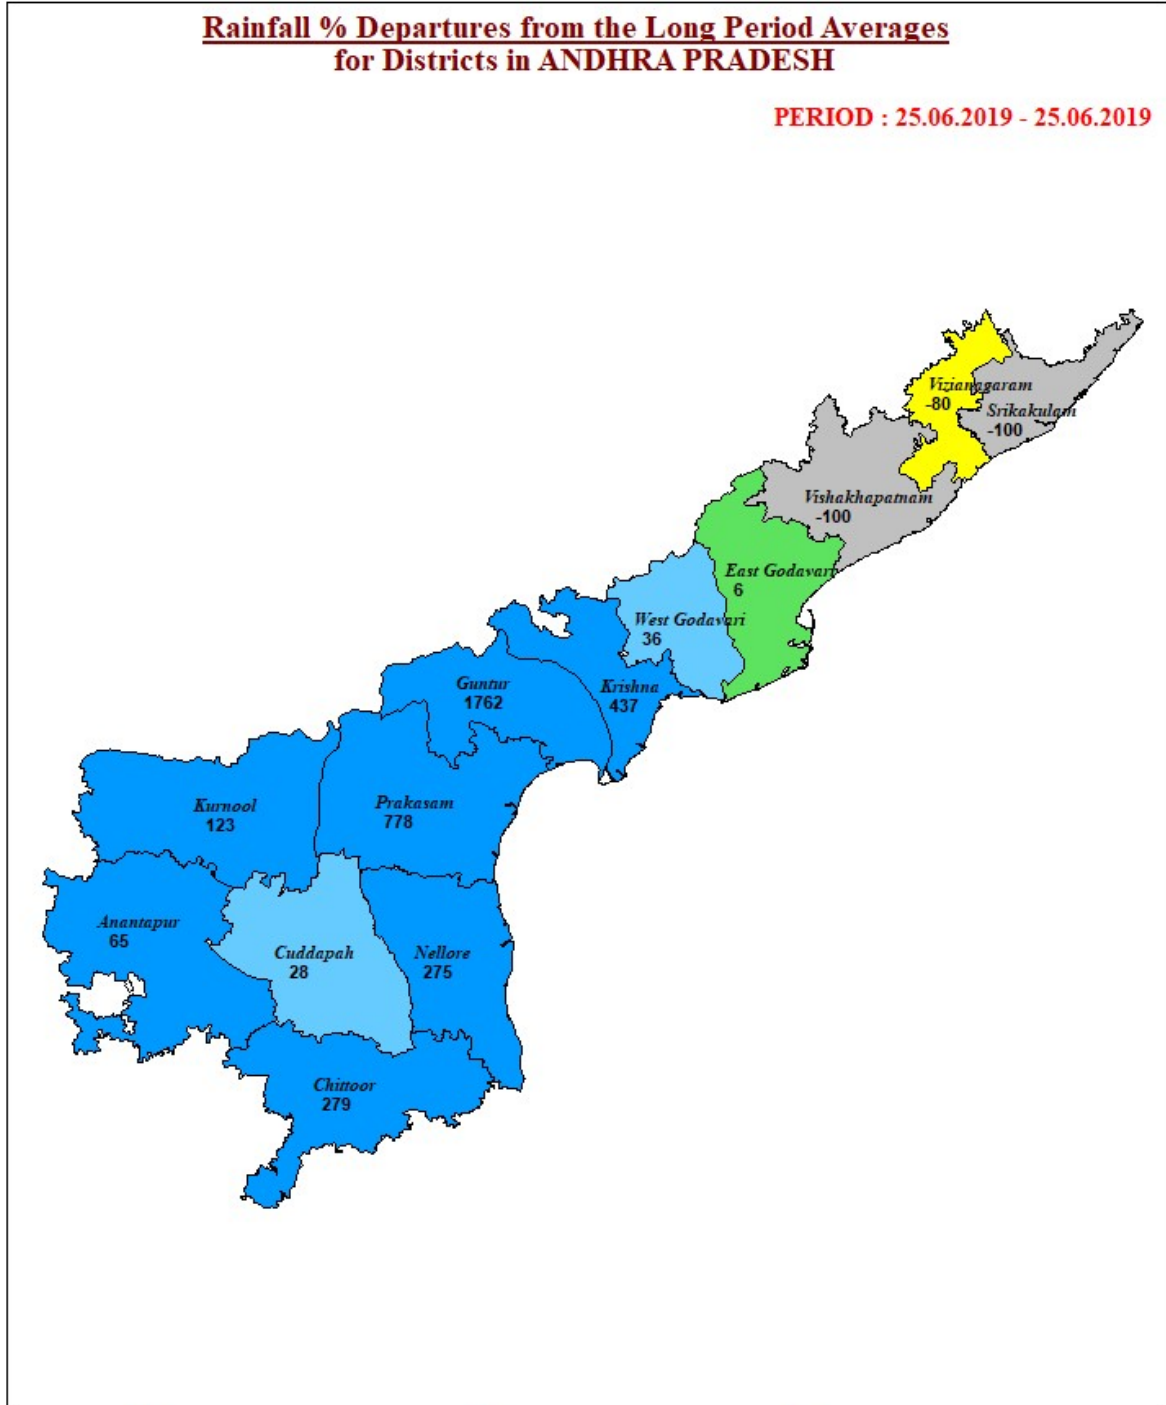 Rainfall % Departures from the Long Period Averages
for Districts in ANDHRA PRADESH
PERIOD : 25.06.2019 - 25.06.2019
Vizianagaram
-80
Srikakulam
-100
Vishakhapatnam
-100
East Godavari
6
West Godavari
36
Krishna
437
Guntur
1762
Prakasam
778
Kurnool
123
Anantapur
65
Cuddapah
28
Nellore
275
Chittoor
279